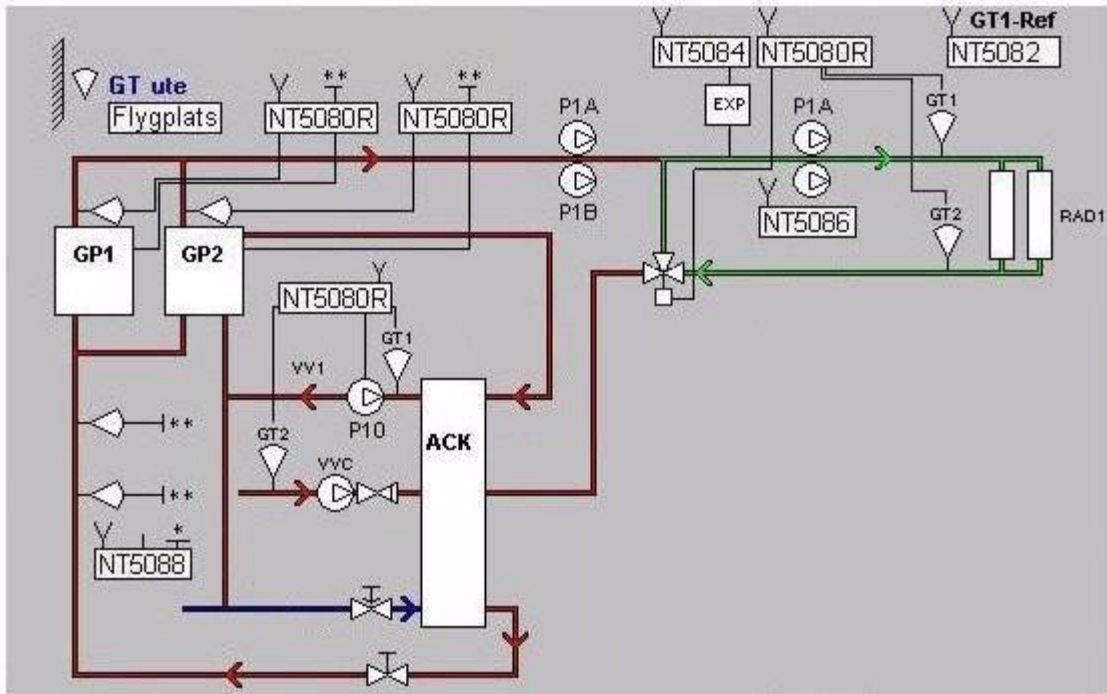 GT1-Ref
NT5084
NT5080R
NT5082
GT ute
Flygplats
**
**
NT5080R
NT5080R
EXP
P1A
P1A
GT1
P1B
NT5086
GT2
RAD1
GP1
GP2
NT5080R
GT1
VV1
P10
ACK
**
GT2
VVC
**
*
NT5088